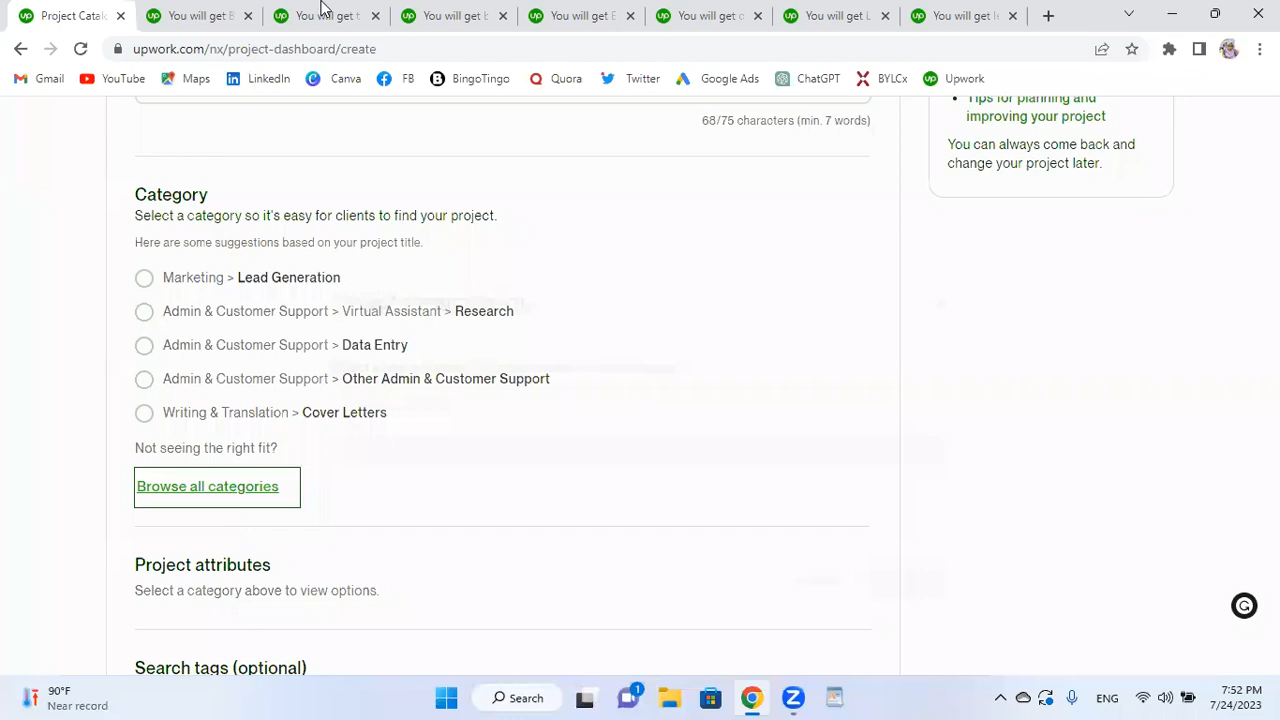 Project Catak
You will get E
You will get t
You will get b
You will get E
You will get c
You will get L
You will get le
upwork.com/nx/project-dashboard/create
Gmail
YouTube
Maps
LinkedIn
Canva
FB
BingoTingo
Quora
Twitter
Google Ads
ChatGPT
BYLCx
Upwork
68/75 characters (min. 7 words)
Tips for planning and
improving your project
You can always come back and
change your project later.
Category
Select a category so it's easy for clients to find your project.
Here are some suggestions based on your project title.
Marketing > Lead Generation
Admin & Customer Support > Virtual Assistant > Research
Admin & Customer Support > Data Entry
Admin & Customer Support > Other Admin & Customer Support
Writing & Translation > Cover Letters
Not seeing the right fit?
Browse all categories
Project attributes
Select a category above to view options.
Search tags (optional)
90°F
Near record
Search
1
ENG
7:52 PM
7/24/2023